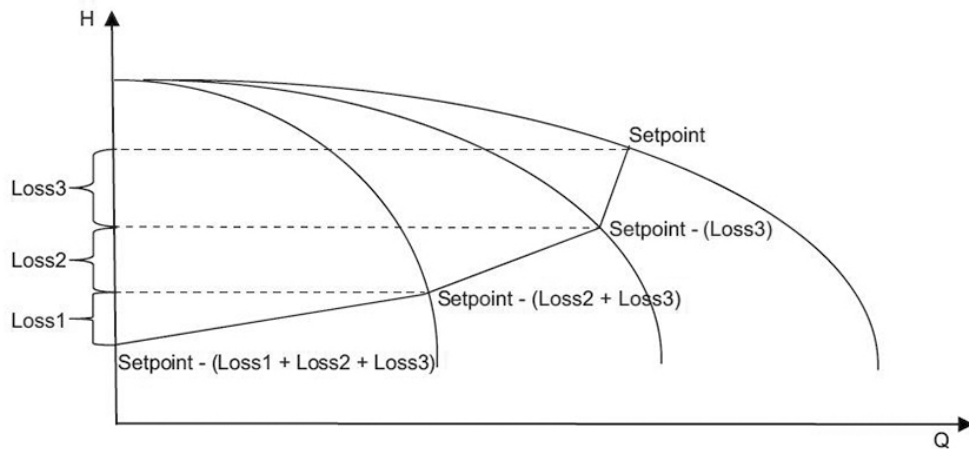 H
Setpoint
Loss3
Setpoint - (Loss3)
Loss2
Setpoint - (Loss2 + Loss3)
Loss1
Setpoint - (Loss1 + Loss2 + Loss3)
Q